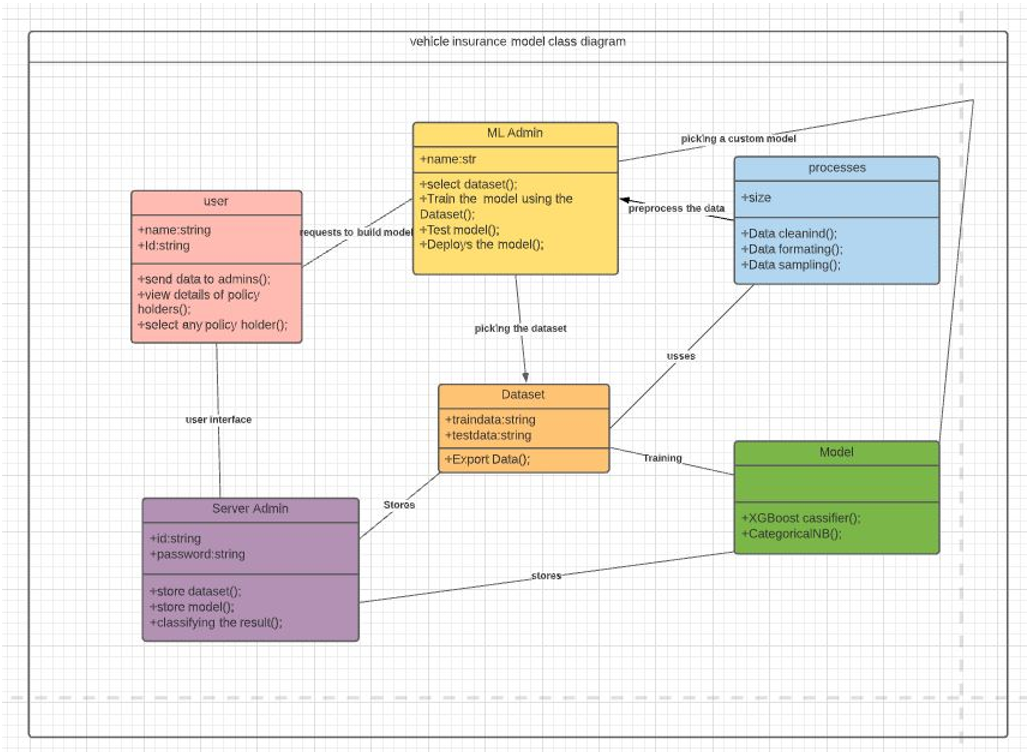 vehicle insurance model class diagram
ML Admin
+name:str
+select dataset();
+Train the model using the
Dataset();
+Test model();
+Deploys the model();
picking a custom model
processes
+size
+Data cleanind();
+Data formating();
+Data sampling();
preprocess the data
user
+name:string
+Id:string
+send data to admins();
+view details of policy
holders();
+select any policy holder();
requests to build model
picking the dataset
usses
user interface
Dataset
+traindata:string
+testdata:string
+Export Data();
Training
Model
+XGBoost cassifier();
+CategoricalNB();
Stores
Server Admin
+id:string
+password:string
+store dataset();
+store model();
+classifying the result();
stores